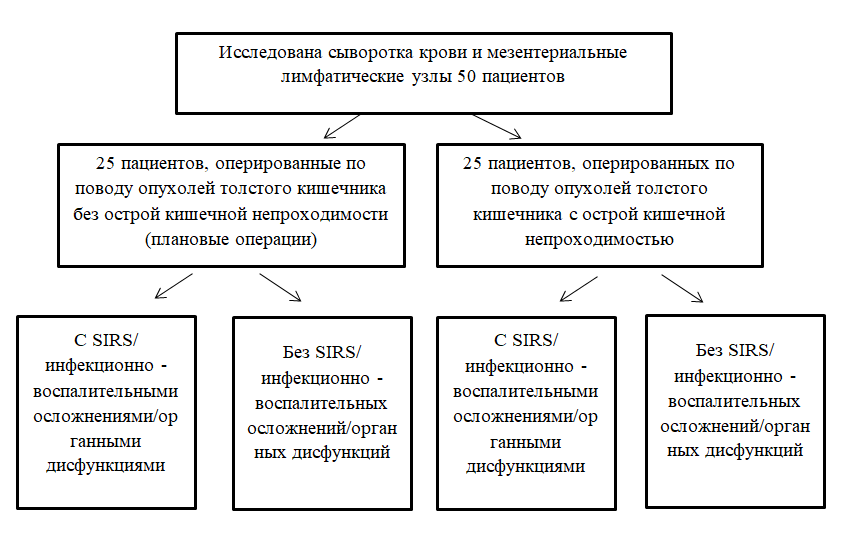 Исследована сыворотка крови и мезентериальные
лимфатические узлы 50 пациентов
25 пациентов, оперированные по
поводу опухолей толстого кишечника
без острой кишечной непроходимости
(плановые операции)
25 пациентов, оперированных по
поводу опухолей толстого
кишечника с острой кишечной
непроходимостью
С SIRS/
инфекционно -
воспалительными
осложнениями/ор
ганными
дисфункциями
Без SIRS/
инфекционно -
воспалительных
осложнений/орган
ных дисфункций
С SIRS/
инфекционно -
воспалительными
осложнениями/ор
ганными
дисфункциями
Без SIRS/
инфекционно -
воспалительных
осложнений/орган
ных дисфункций